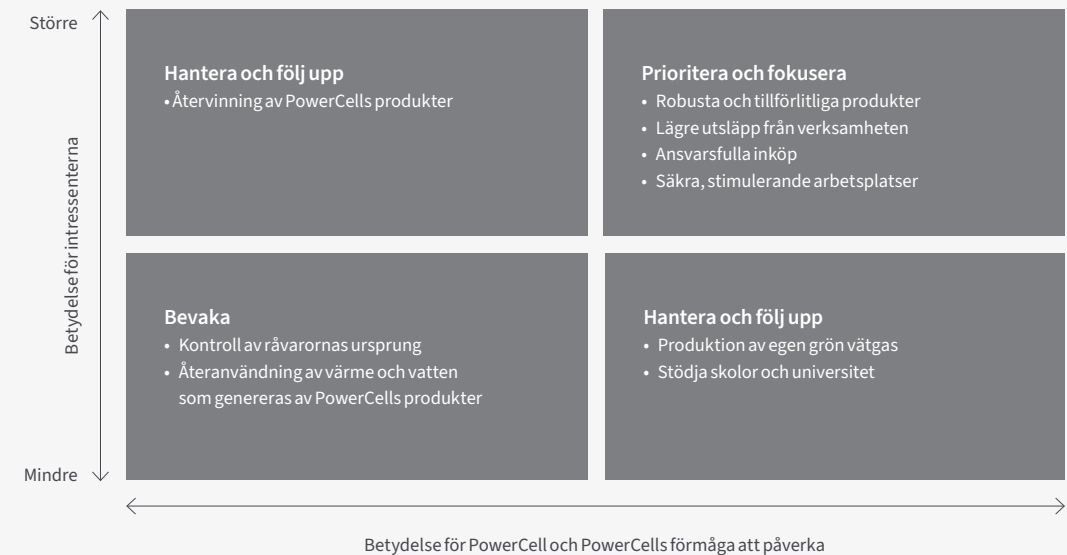 Större
Hantera och följ upp
• Återvinning av PowerCells produkter
Prioritera och fokusera
• Robusta och tillförlitliga produkter
• Lägre utsläpp från verksamheten
• Ansvarsfulla inköp
• Säkra, stimulerande arbetsplatser
Betydelse för intressenterna
Bevaka
• Kontroll av råvarornas ursprung
• Återanvändning av värme och vatten
som genereras av PowerCells produkter
Hantera och följ upp
• Produktion av egen grön vätgas
• Stödja skolor och universitet
Mindre
Betydelse för PowerCell och PowerCells förmåga att påverka